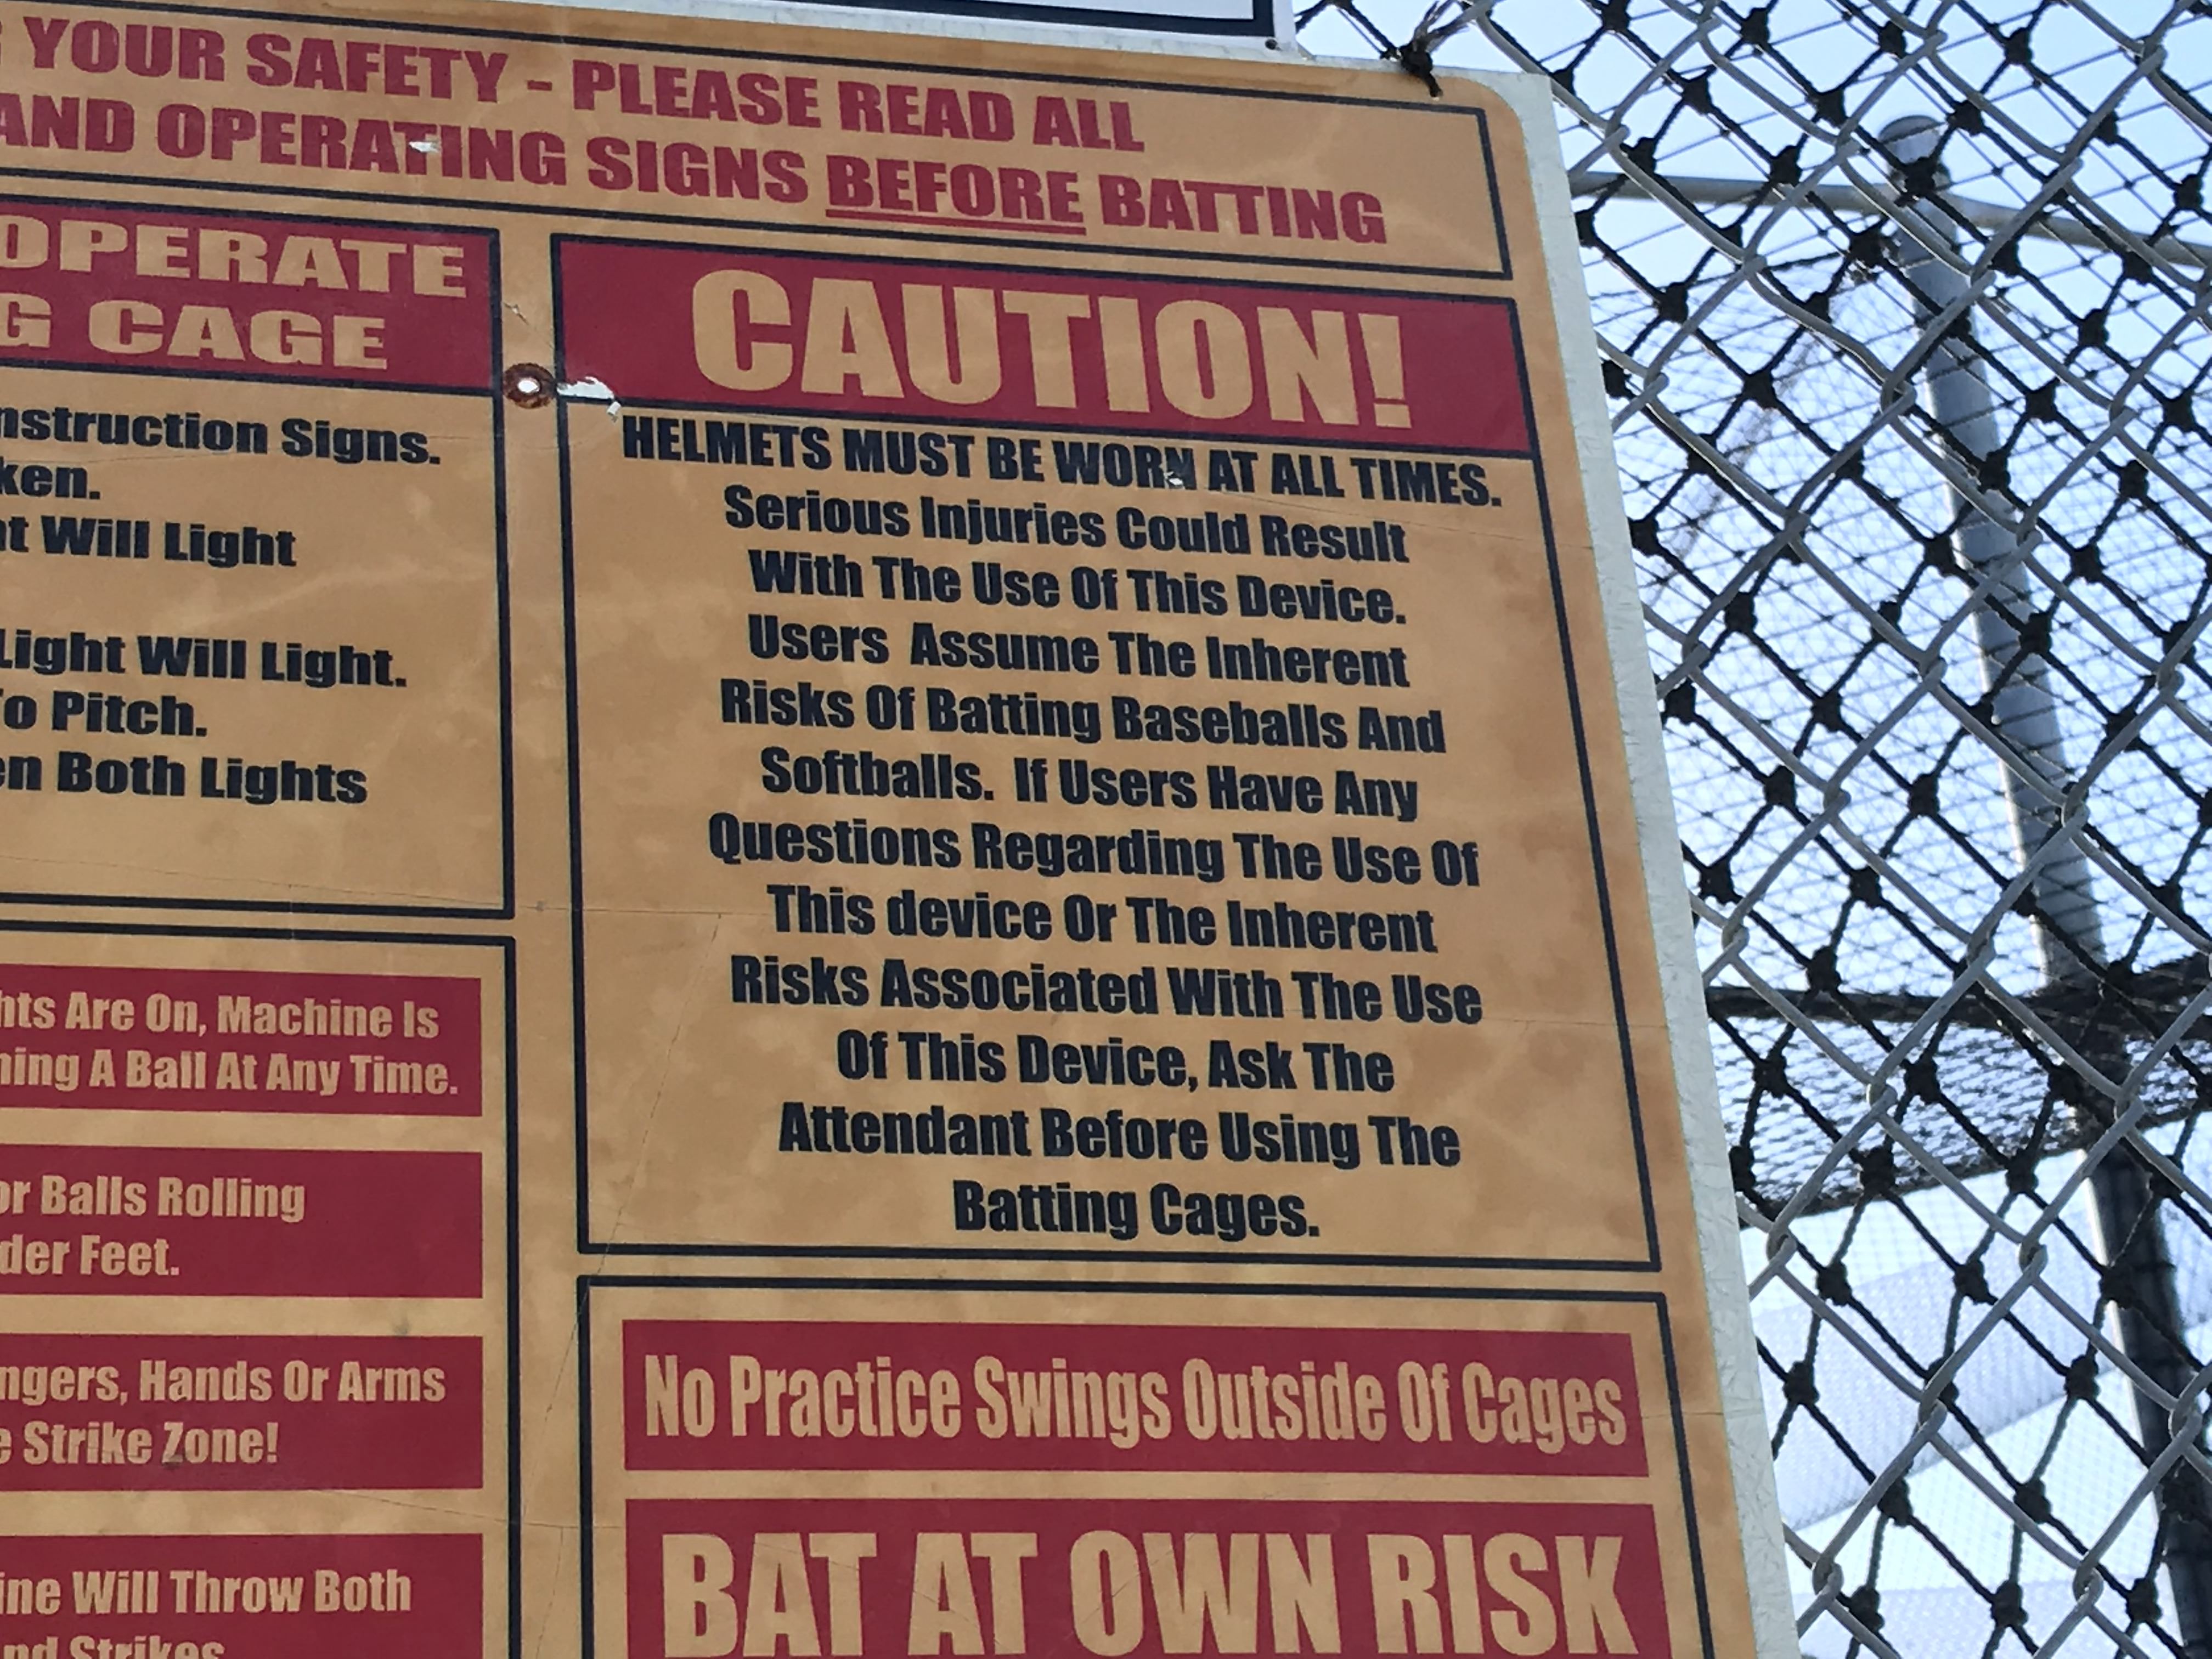 YOUR SAFETY - PLEASE READ ALL
AND OPERATING SIGNS BEFORE BATTING
OPERATE
G CAGE
nstruction Signs.
ken.
t Will Light
Light Will Light.
To Pitch.
en Both Lights
hts Are On, Machine Is
hing A Ball At Any Time.
or Balls Rolling
der Feet.
ngers, Hands Or Arms
e Strike Zone!
ine Will Throw Both
nd Strikes
CAUTION!
HELMETS MUST BE WORN AT ALL TIMES.
Serious Injuries Could Result
With The Use Of This Device.
Users Assume The Inherent
Risks Of Batting Baseballs And
Softballs. If Users Have Any
Questions Regarding The Use Of
This device Or The Inherent
Risks Associated With The Use
Of This Device, Ask The
Attendant Before Using The
Batting Cages.
No Practice Swings Outside Of Cages
BAT AT OWN RISK